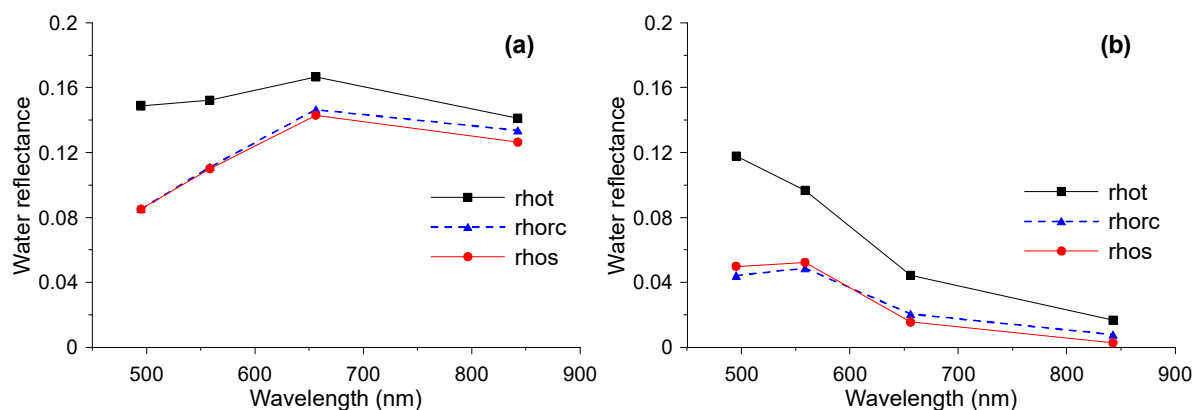 (a)
Water reflectance
0.2
0.16
0.12
0.08
0.04
0
rhot
rhorc
rhos
500 600 700 800 900
Wavelength (nm)
(b)
Water reflectance
0.2
0.16
0.12
0.08
0.04
0
rhot
rhorc
rhos
500 600 700 800 900
Wavelength (nm)